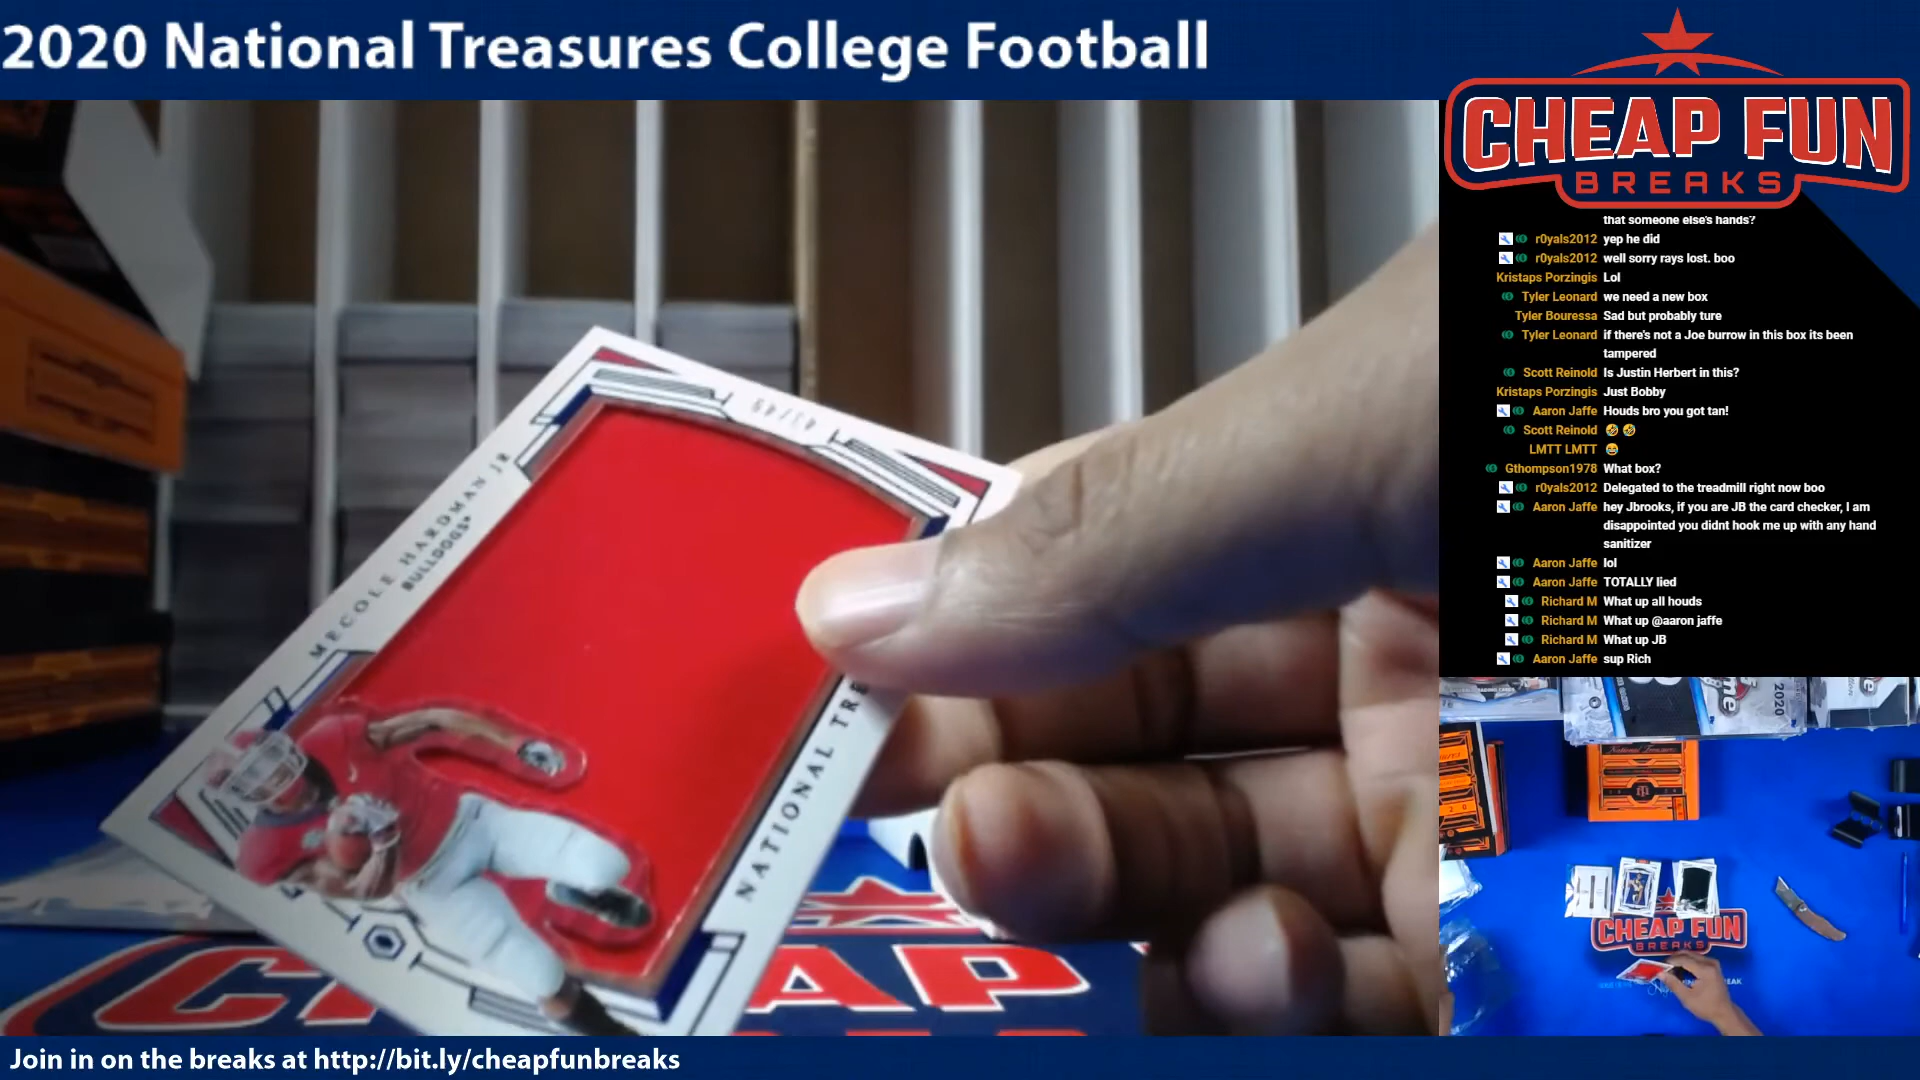 2020 National Treasures College Football
CHEAP FUN
BREAKS
that someone else's hands?
r0yals2012 yep he did
r0yals2012 well sorry rays lost. boo
Kristaps Porzingis Lol
Tyler Leonard we need a new box
Tyler Bouressa Sad but probably ture
Tyler Leonard if there's not a Joe burrow in this box its been
tampered
Scott Reinold Is Justin Herbert in this?
Kristaps Porzingis Just Bobby
Aaron Jaffe Houds bro you got tan!
Scott Reinold 🤣 🤣
LMTT LMTT 😂
Gthompson1978 What box?
r0yals2012 Delegated to the treadmill right now boo
Aaron Jaffe hey Jbrooks, if you are JB the card checker, I am
disappointed you didnt hook me up with any hand
sanitizer
Aaron Jaffe lol
Aaron Jaffe TOTALLY lied
Richard M What up all houds
Richard M What up @aaron jaffe
Richard M What up JB
Aaron Jaffe sup Rich
MECOLE HARDMAN JR
BULLDOGS
NATIONAL TRE
AP
2020
National Treasures
CHEAP FUN
BREAKS
Join in on the breaks at http://bit.ly/cheapfunbreaks